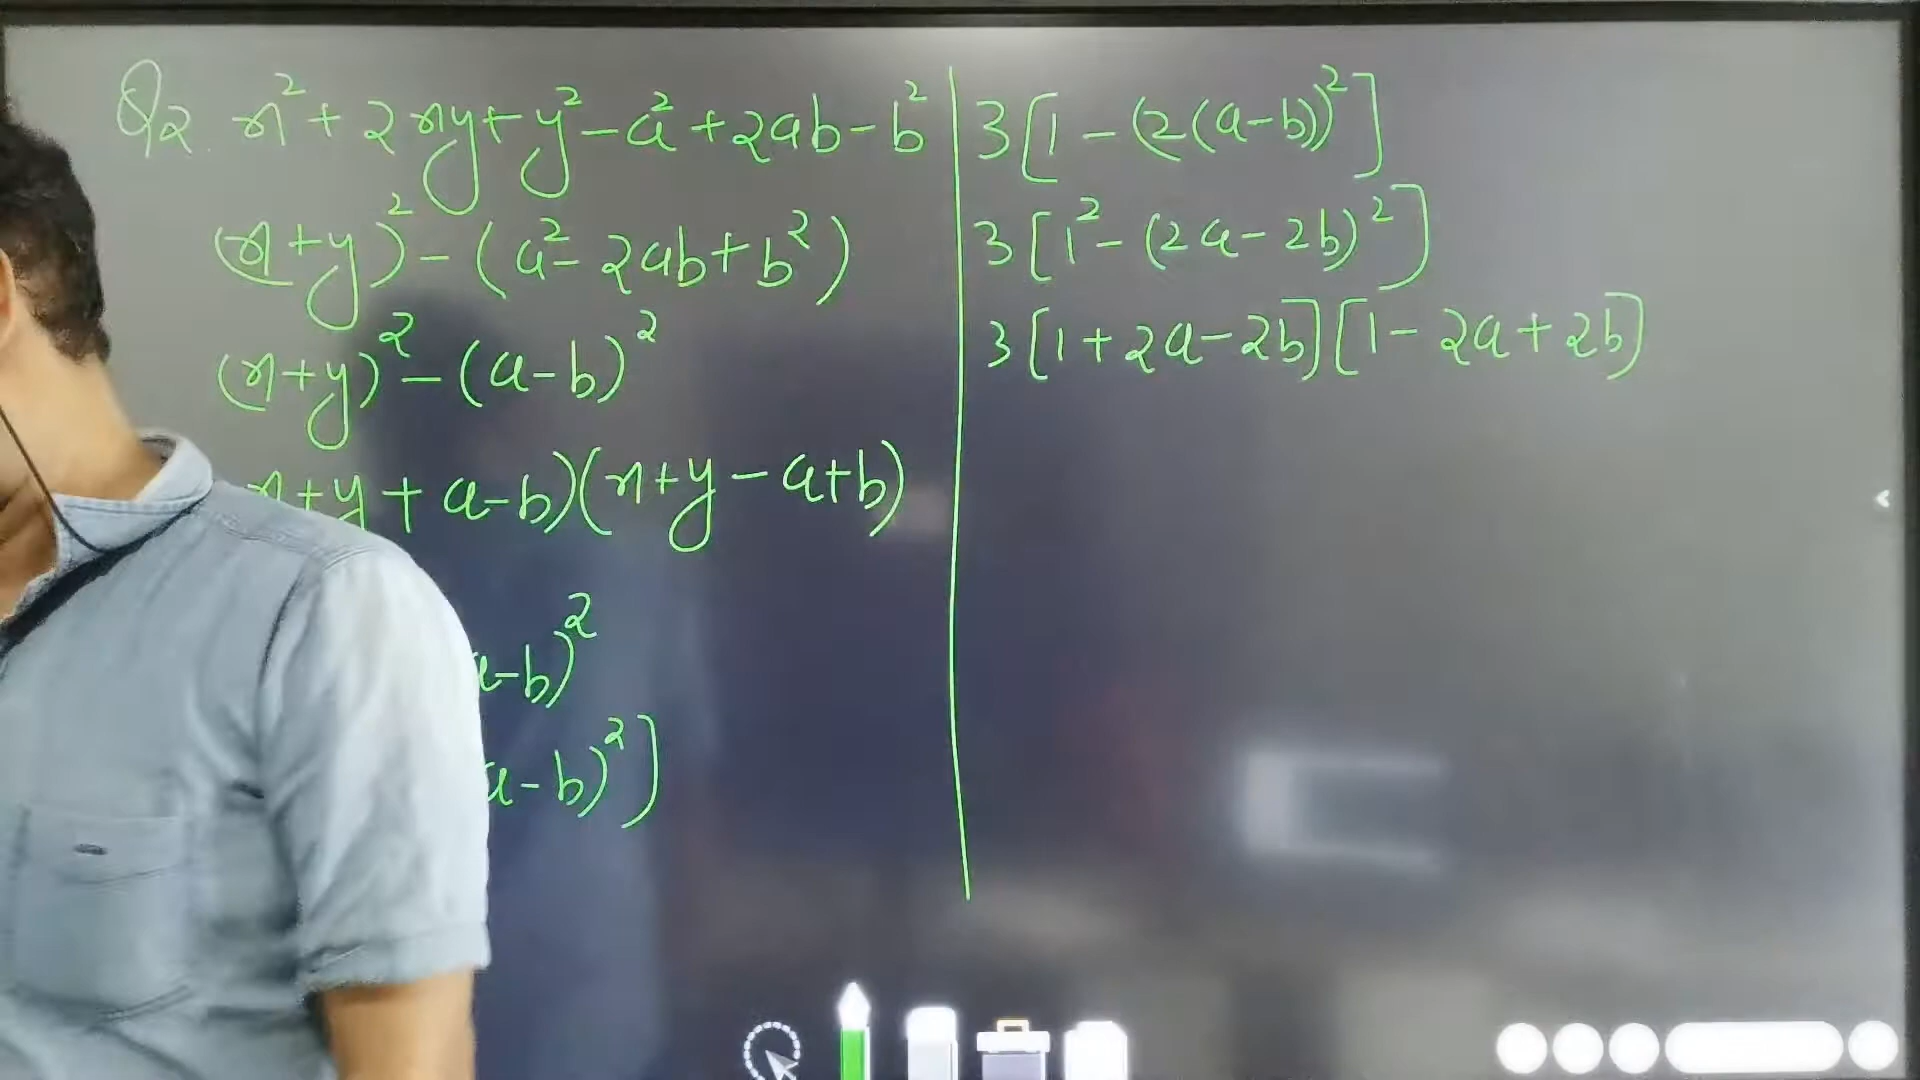 Q2. x² + 2xy + y² - a² + 2ab - b²
(x+y)² - (a² - 2ab + b²)
(x+y)² - (a-b)²
x+y + a-b)(x+y - a+b)
-b)²
a-b)²]
3[1 - (2(a-b))²]
3[1² - (2a - 2b)²]
3[1 + 2a - 2b][1 - 2a + 2b]